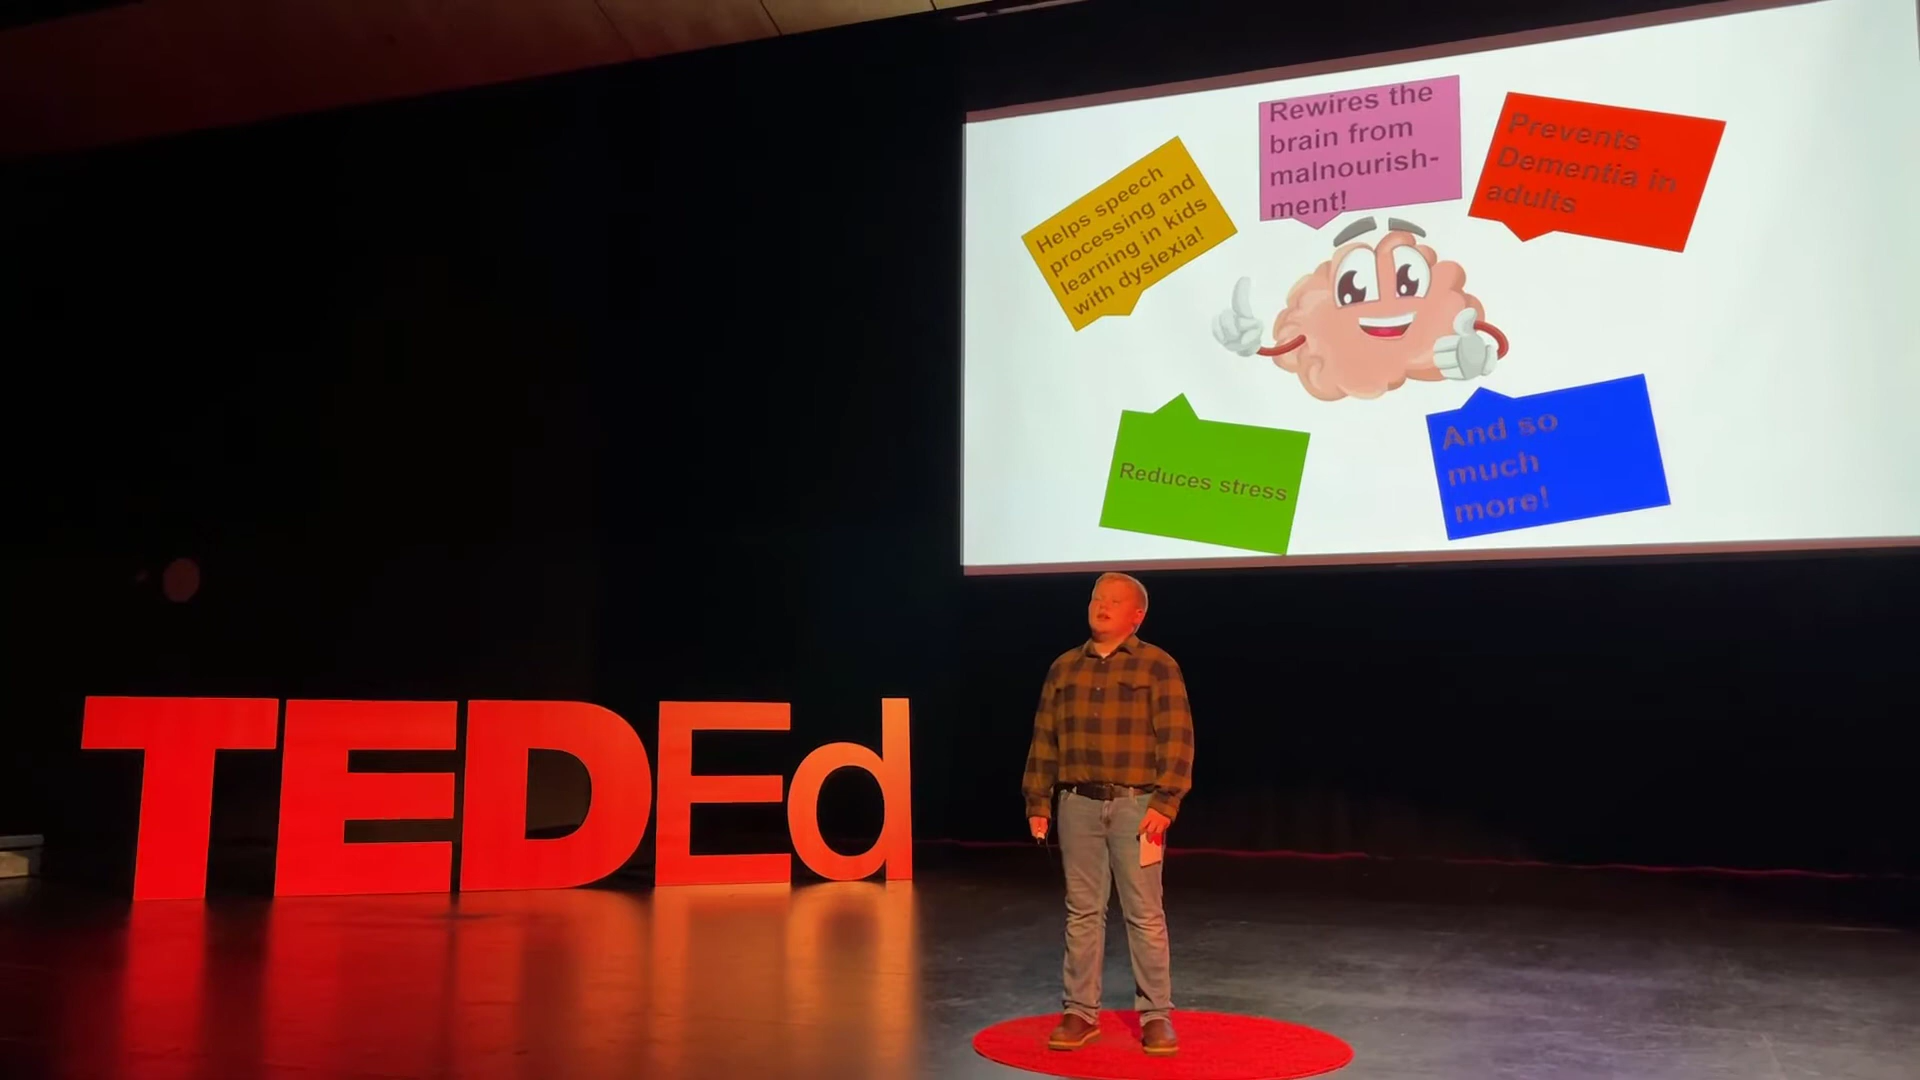 Helps speech
processing and
learning in kids
with dyslexia!
Rewires the
brain from
malnourish-
ment!
Prevents
Dementia in
adults
Reduces stress
And so
much
more!
TEDEd